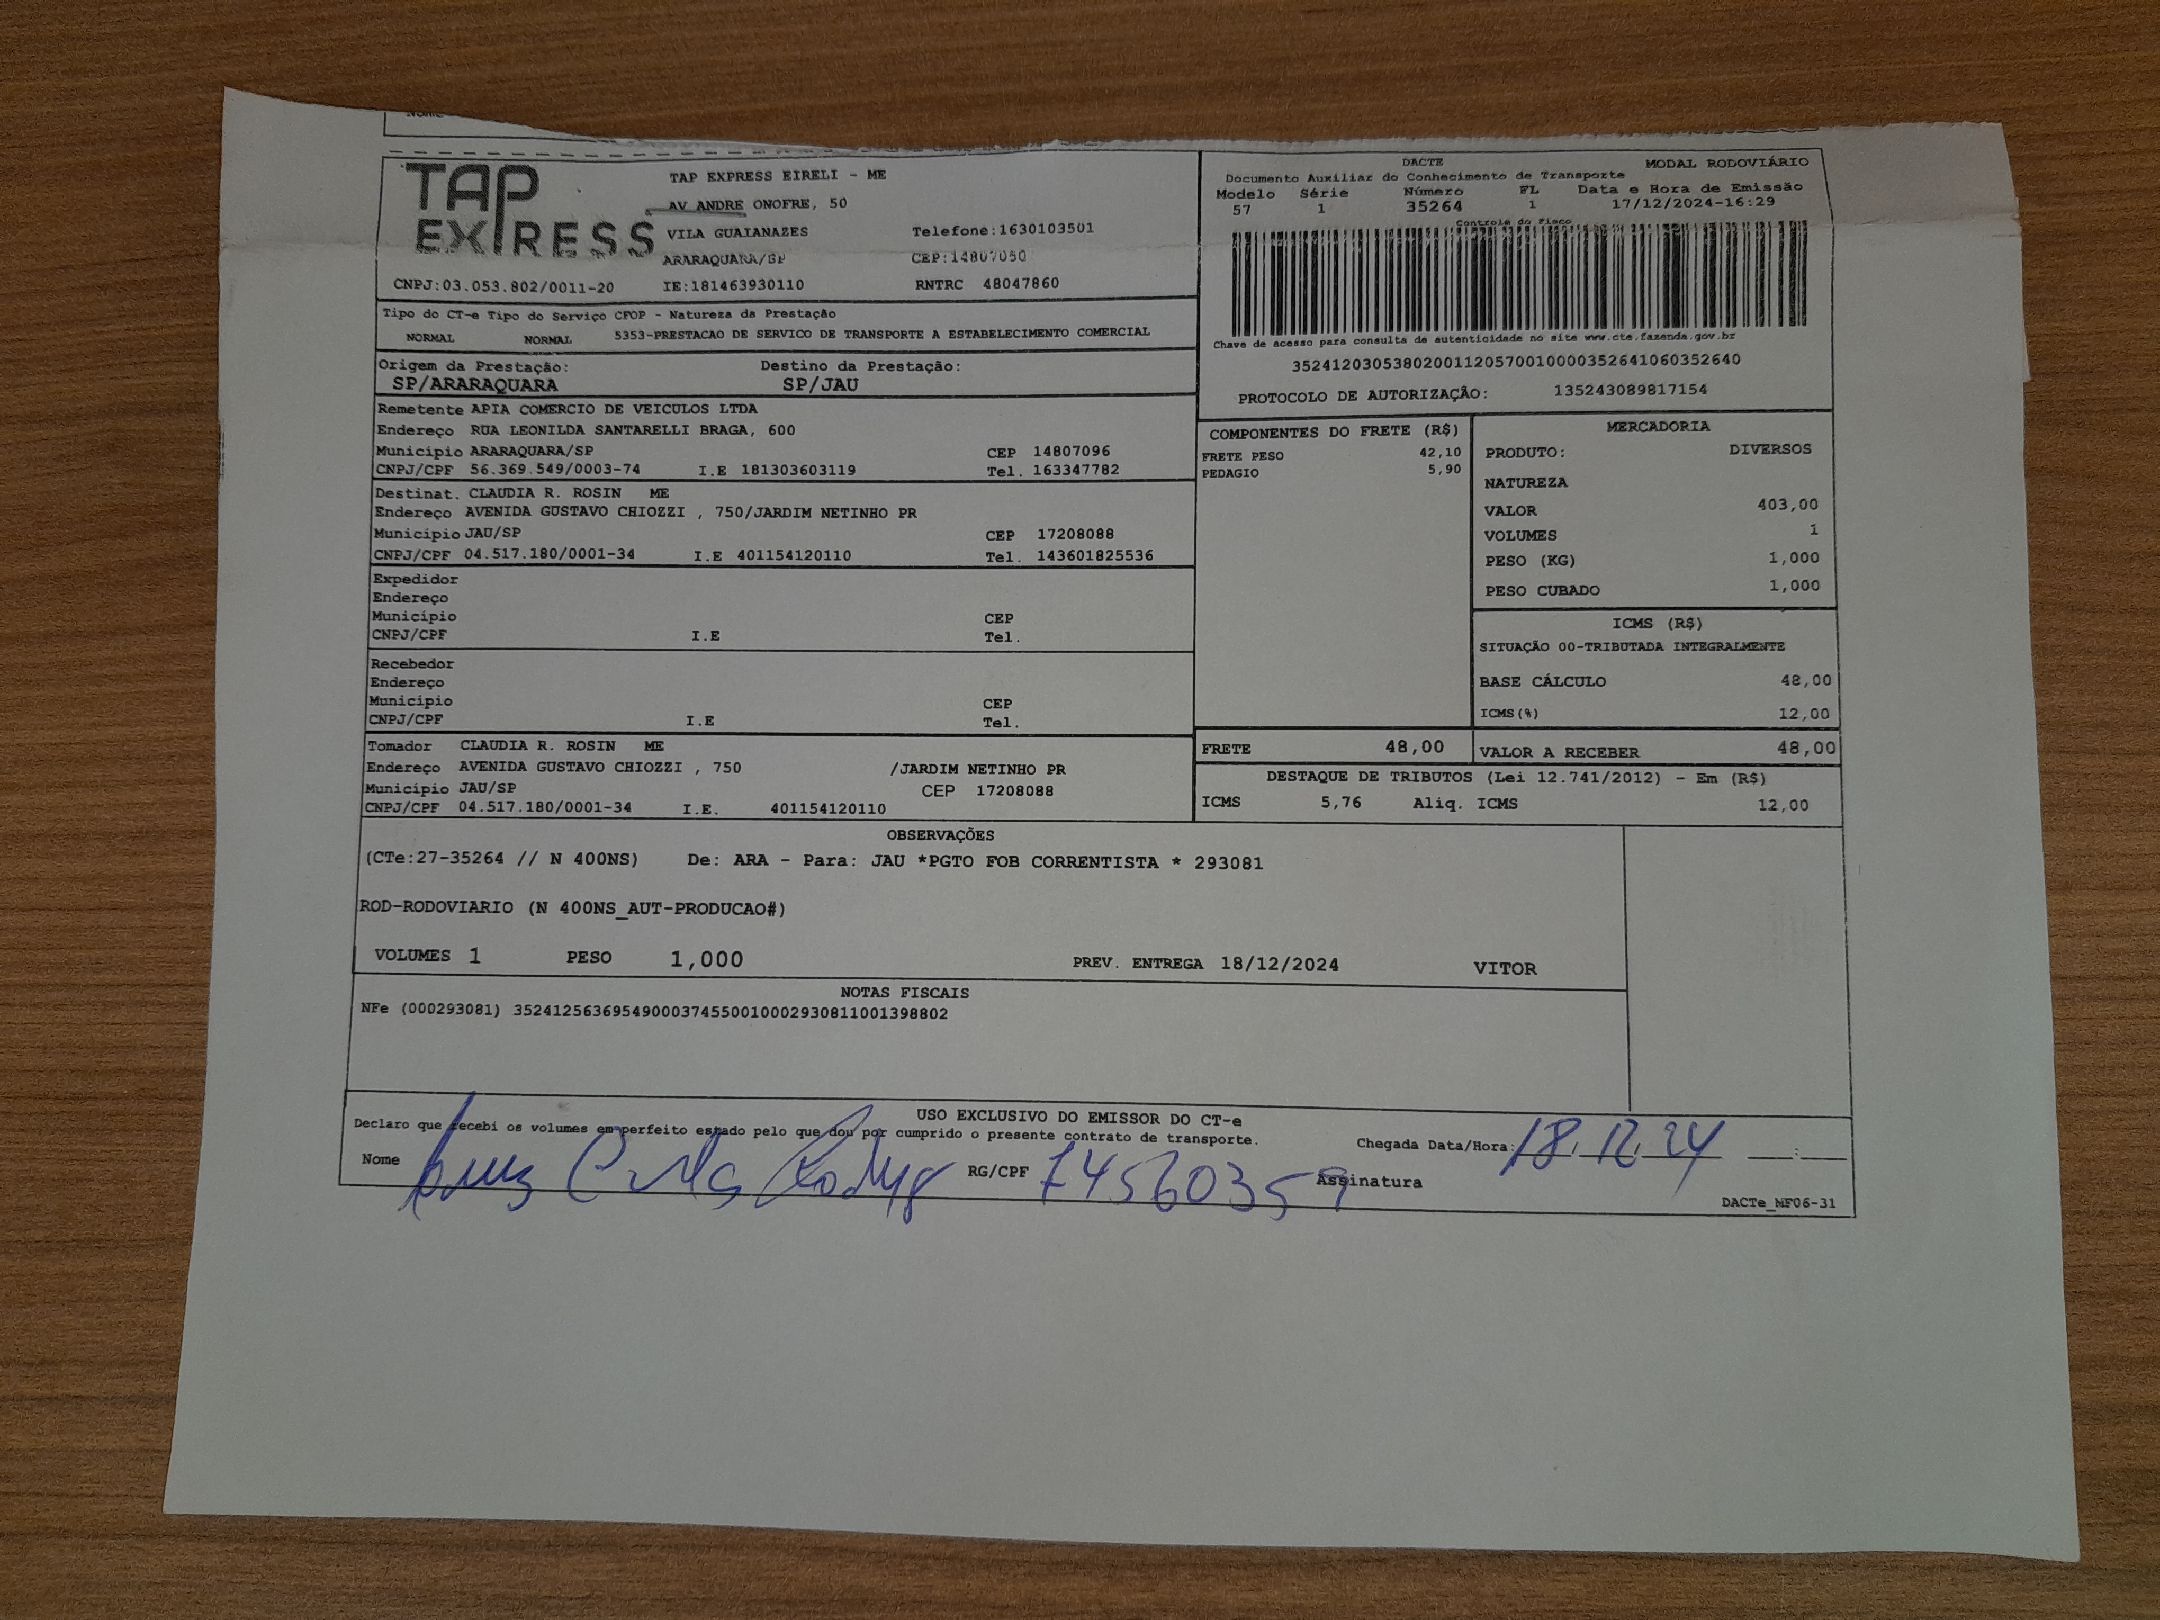 TAP EXPRESS
TAP EXPRESS EIRELI - ME
AV ANDRE ONOFRE, 50
VILA GUAIANAZES Telefone:1630103501
ARARAQUARA/SP CEP:14807050
CNPJ:03.053.802/0011-20 IE:181463930110 RNTRC 48047860
DACTE MODAL RODOVIÁRIO
Documento Auxiliar do Conhecimento de Transporte
Modelo Série Número FL Data e Hora de Emissão
57 1 35264 1 17/12/2024-16:29
Controle do Fisco
Chave de acesso para consulta de autenticidade no site www.cte.fazenda.gov.br
35241203053802001120570010000352641060352640
PROTOCOLO DE AUTORIZAÇÃO: 135243089817154
Tipo do CT-e Tipo do Serviço CFOP - Natureza da Prestação
NORMAL NORMAL 5353-PRESTACAO DE SERVICO DE TRANSPORTE A ESTABELECIMENTO COMERCIAL
Origem da Prestação: Destino da Prestação:
SP/ARARAQUARA SP/JAU
Remetente APIA COMERCIO DE VEICULOS LTDA
Endereço RUA LEONILDA SANTARELLI BRAGA, 600
Município ARARAQUARA/SP CEP 14807096
CNPJ/CPF 56.369.549/0003-74 I.E 181303603119 Tel. 163347782
Destinat. CLAUDIA R. ROSIN ME
Endereço AVENIDA GUSTAVO CHIOZZI , 750/JARDIM NETINHO PR
Município JAU/SP CEP 17208088
CNPJ/CPF 04.517.180/0001-34 I.E 401154120110 Tel. 143601825536
Expedidor
Endereço
Município CEP
CNPJ/CPF I.E Tel.
Recebedor
Endereço
Município CEP
CNPJ/CPF I.E Tel.
Tomador CLAUDIA R. ROSIN ME
Endereço AVENIDA GUSTAVO CHIOZZI , 750 /JARDIM NETINHO PR
Município JAU/SP CEP 17208088
CNPJ/CPF 04.517.180/0001-34 I.E. 401154120110
COMPONENTES DO FRETE (R$)
FRETE PESO 42,10
PEDAGIO 5,90
MERCADORIA
PRODUTO: DIVERSOS
NATUREZA
VALOR 403,00
VOLUMES 1
PESO (KG) 1,000
PESO CUBADO 1,000
ICMS (R$)
SITUAÇÃO 00-TRIBUTADA INTEGRALMENTE
BASE CÁLCULO 48,00
ICMS(%) 12,00
FRETE 48,00 VALOR A RECEBER 48,00
DESTAQUE DE TRIBUTOS (Lei 12.741/2012) - Em (R$)
ICMS 5,76 Aliq. ICMS 12,00
OBSERVAÇÕES
(CTe:27-35264 // N 400NS) De: ARA - Para: JAU *PGTO FOB CORRENTISTA * 293081
ROD-RODOVIARIO (N 400NS_AUT-PRODUCAO#)
VOLUMES 1 PESO 1,000 PREV. ENTREGA 18/12/2024 VITOR
NOTAS FISCAIS
NFe (000293081) 35241256369549000374550010002930811001398802
USO EXCLUSIVO DO EMISSOR DO CT-e
Declaro que recebi os volumes em perfeito estado pelo que dou por cumprido o presente contrato de transporte.
Chegada Data/Hora: 18.12.24 __:__
Nome RG/CPF 74560359 Assinatura
DACTe_MF06-31